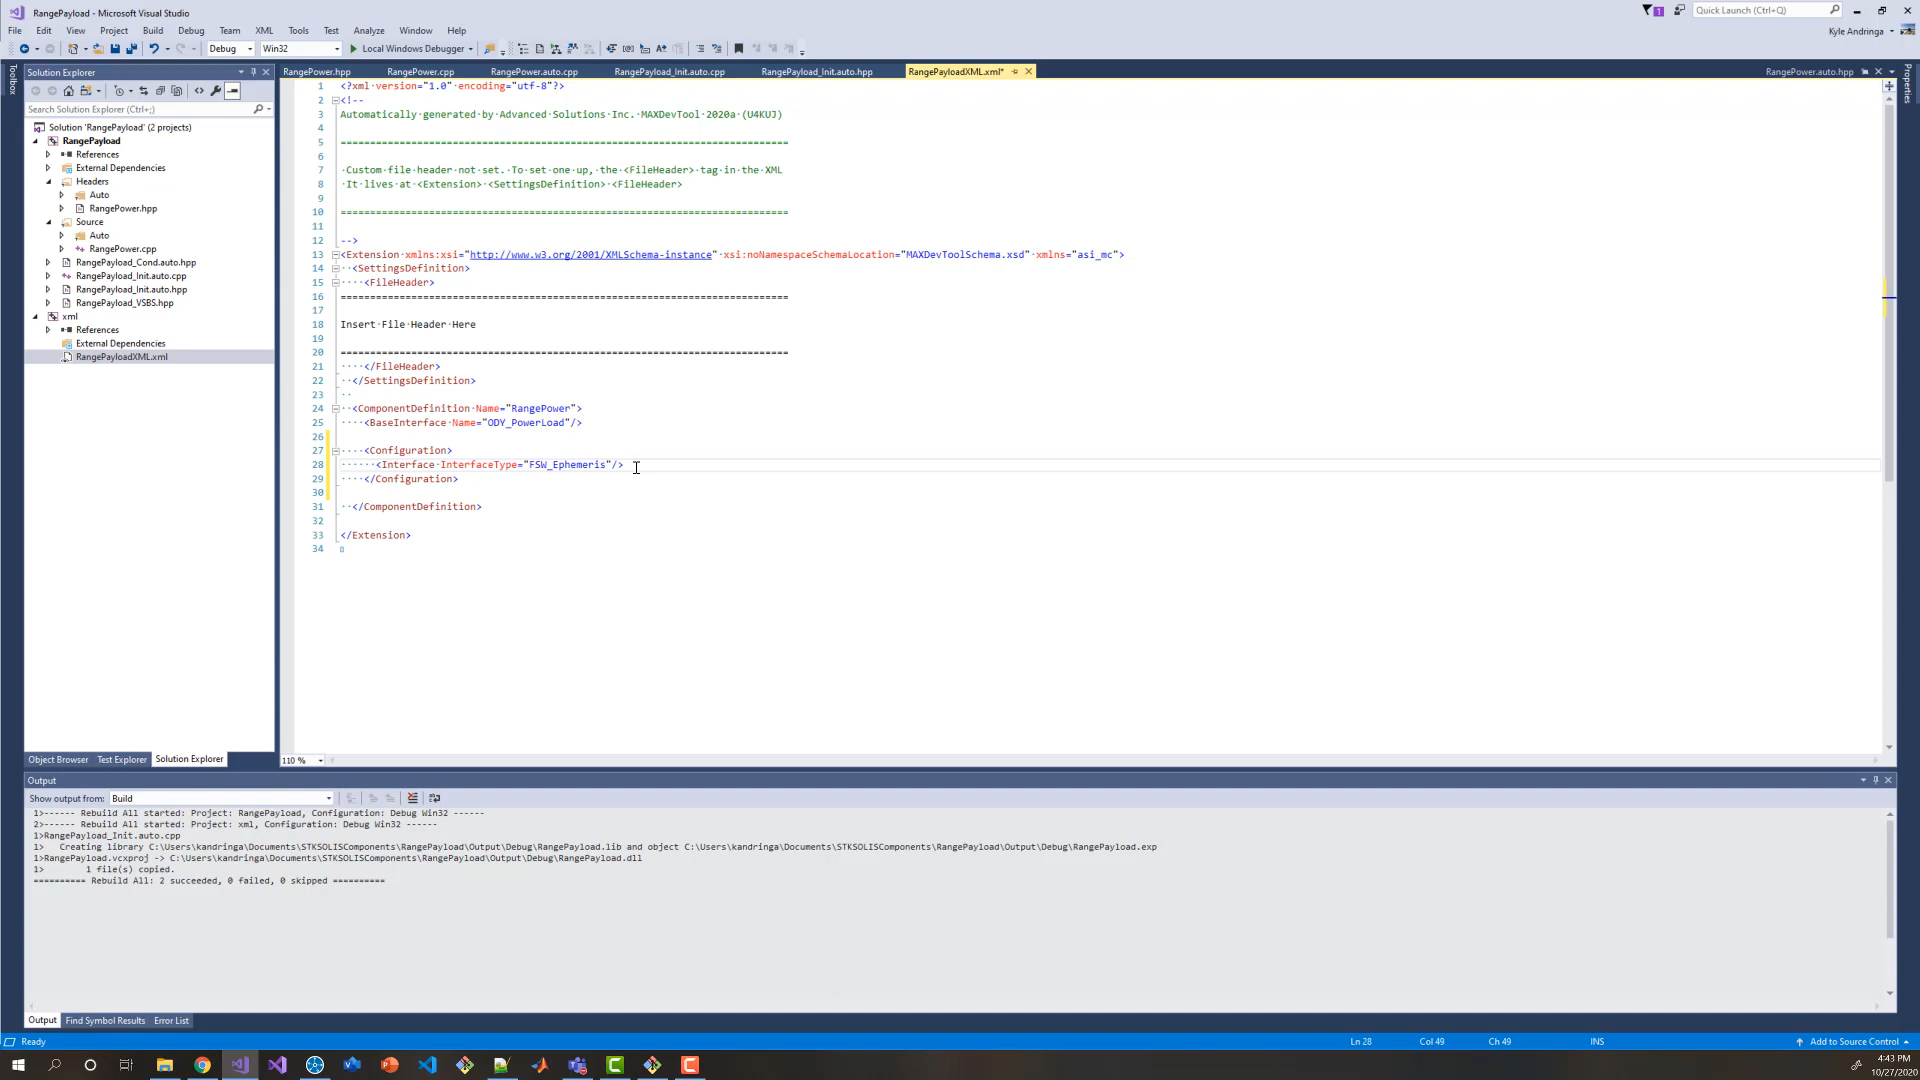 RangePayload - Microsoft Visual Studio
1
Quick Launch (Ctrl+Q)
File Edit View Project Build Debug Team XML Tools Test Analyze Window Help
Kyle Andringa
Debug Win32 Local Windows Debugger
Toolbox
Properties
Solution Explorer
RangePower.hpp RangePower.cpp RangePower.auto.cpp RangePayload_Init.auto.cpp RangePayload_Init.auto.hpp RangePayloadXML.xml* RangePower.auto.hpp
Search Solution Explorer (Ctrl+;)
Solution 'RangePayload' (2 projects)
RangePayload
References
External Dependencies
Headers
Auto
RangePower.hpp
Source
Auto
RangePower.cpp
RangePayload_Cond.auto.hpp
RangePayload_Init.auto.cpp
RangePayload_Init.auto.hpp
RangePayload_VSBS.hpp
xml
References
External Dependencies
RangePayloadXML.xml
Object Browser Test Explorer Solution Explorer
1 <?xml·version="1.0"·encoding="utf-8"?>
2 <!--
3 Automatically·generated·by·Advanced·Solutions·Inc.·MAXDevTool·2020a·(U4KUJ)
4
5 ===========================================================================
6
7 ·Custom·file·header·not·set.·To·set·one·up,·the·<FileHeader>·tag·in·the·XML
8 ·It·lives·at·<Extension>·<SettingsDefinition>·<FileHeader>
9
10 ===========================================================================
11
12 -->
13 <Extension·xmlns:xsi="http://www.w3.org/2001/XMLSchema-instance"·xsi:noNamespaceSchemaLocation="MAXDevToolSchema.xsd"·xmlns="asi_mc">
14 ··<SettingsDefinition>
15 ····<FileHeader>
16 ===========================================================================
17
18 Insert·File·Header·Here
19
20 ===========================================================================
21 ····</FileHeader>
22 ··</SettingsDefinition>
23 ··
24 ··<ComponentDefinition·Name="RangePower">
25 ····<BaseInterface·Name="ODY_PowerLoad"/>
26
27 ····<Configuration>
28 ······<Interface·InterfaceType="FSW_Ephemeris"/>
29 ····</Configuration>
30
31 ··</ComponentDefinition>
32
33 </Extension>
34
110 %
Output
Show output from: Build
1>------ Rebuild All started: Project: RangePayload, Configuration: Debug Win32 ------
2>------ Rebuild All started: Project: xml, Configuration: Debug Win32 ------
1>RangePayload_Init.auto.cpp
1>   Creating library C:\Users\kandringa\Documents\STKSOLISComponents\RangePayload\Output\Debug\RangePayload.lib and object C:\Users\kandringa\Documents\STKSOLISComponents\RangePayload\Output\Debug\RangePayload.exp
1>RangePayload.vcxproj -> C:\Users\kandringa\Documents\STKSOLISComponents\RangePayload\Output\Debug\RangePayload.dll
1>        1 file(s) copied.
========== Rebuild All: 2 succeeded, 0 failed, 0 skipped ==========
Output Find Symbol Results Error List
Ready Ln 28 Col 49 Ch 49 INS Add to Source Control
4:43 PM
10/27/2020